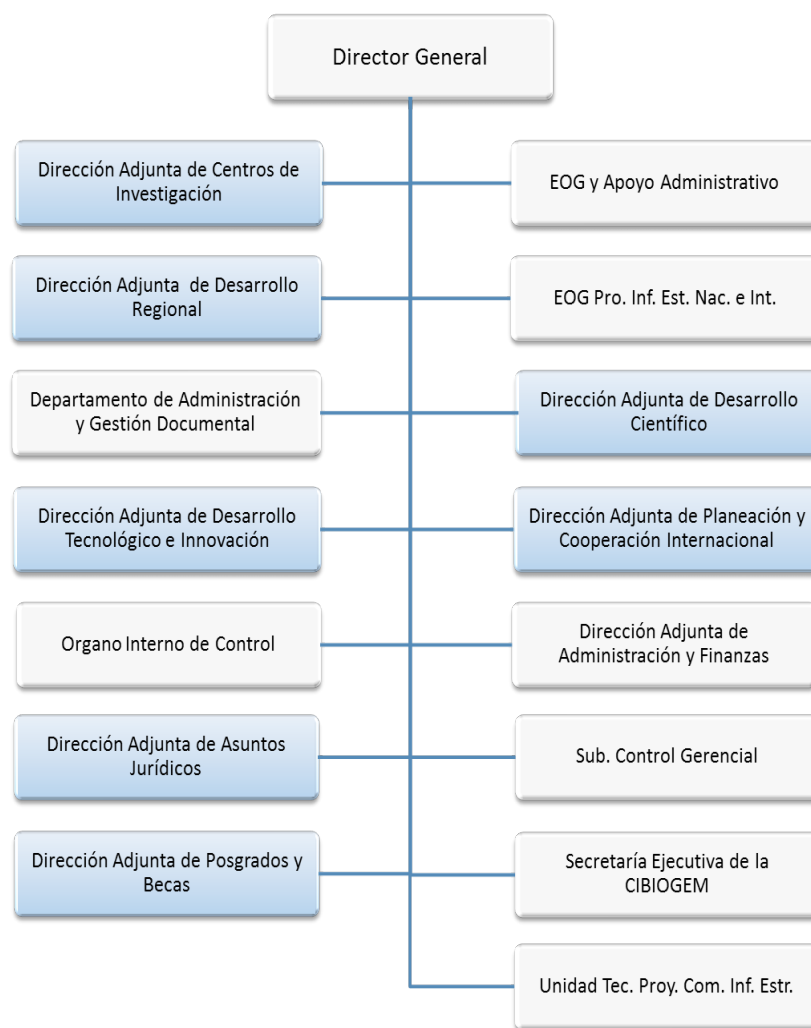 Director General
Dirección Adjunta de Centros de
Investigación
EOG y Apoyo Administrativo
Dirección Adjunta de Desarrollo
Regional
EOG Pro. Inf. Est. Nac. e Int.
Departamento de Administración
y Gestión Documental
Dirección Adjunta de Desarrollo
Científico
Dirección Adjunta de Desarrollo
Tecnológico e Innovación
Dirección Adjunta de Planeación y
Cooperación Internacional
Organo Interno de Control
Dirección Adjunta de
Administración y Finanzas
Dirección Adjunta de Asuntos
Jurídicos
Sub. Control Gerencial
Dirección Adjunta de Posgrados y
Becas
Secretaría Ejecutiva de la
CIBIOGEM
Unidad Tec. Proy. Com. Inf. Estr.